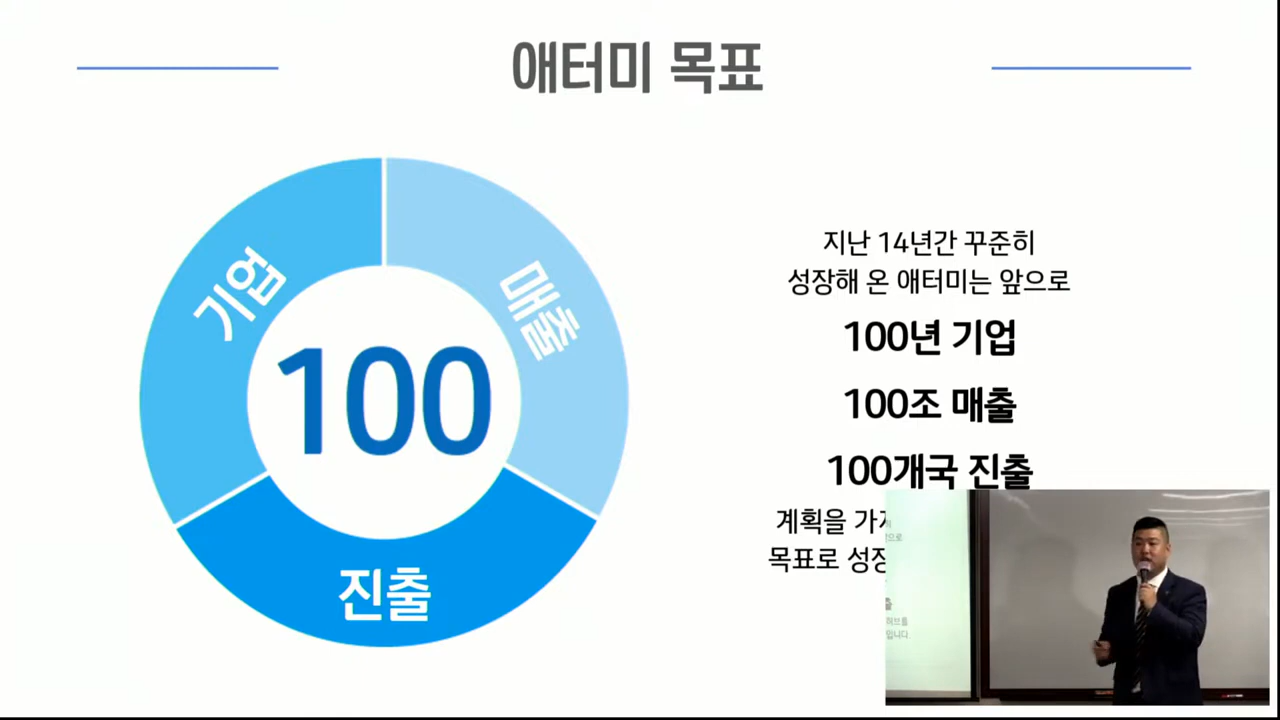 애터미 목표
기업
매출
100
진출
지난 14년간 꾸준히
성장해 온 애터미는 앞으로
100년 기업
100조 매출
100개국 진출
계획을
목표로